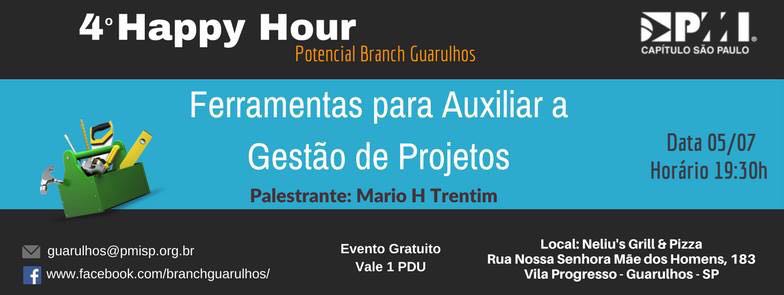 4º Happy Hour
Potencial Branch Guarulhos
PMI®
CAPÍTULO SÃO PAULO
Ferramentas para Auxiliar a
Gestão de Projetos
Palestrante: Mario H Trentim
Data 05/07
Horário 19:30h
guarulhos@pmisp.org.br
www.facebook.com/branchguarulhos/
Evento Gratuito
Vale 1 PDU
Local: Neliu's Grill & Pizza
Rua Nossa Senhora Mãe dos Homens, 183
Vila Progresso - Guarulhos - SP